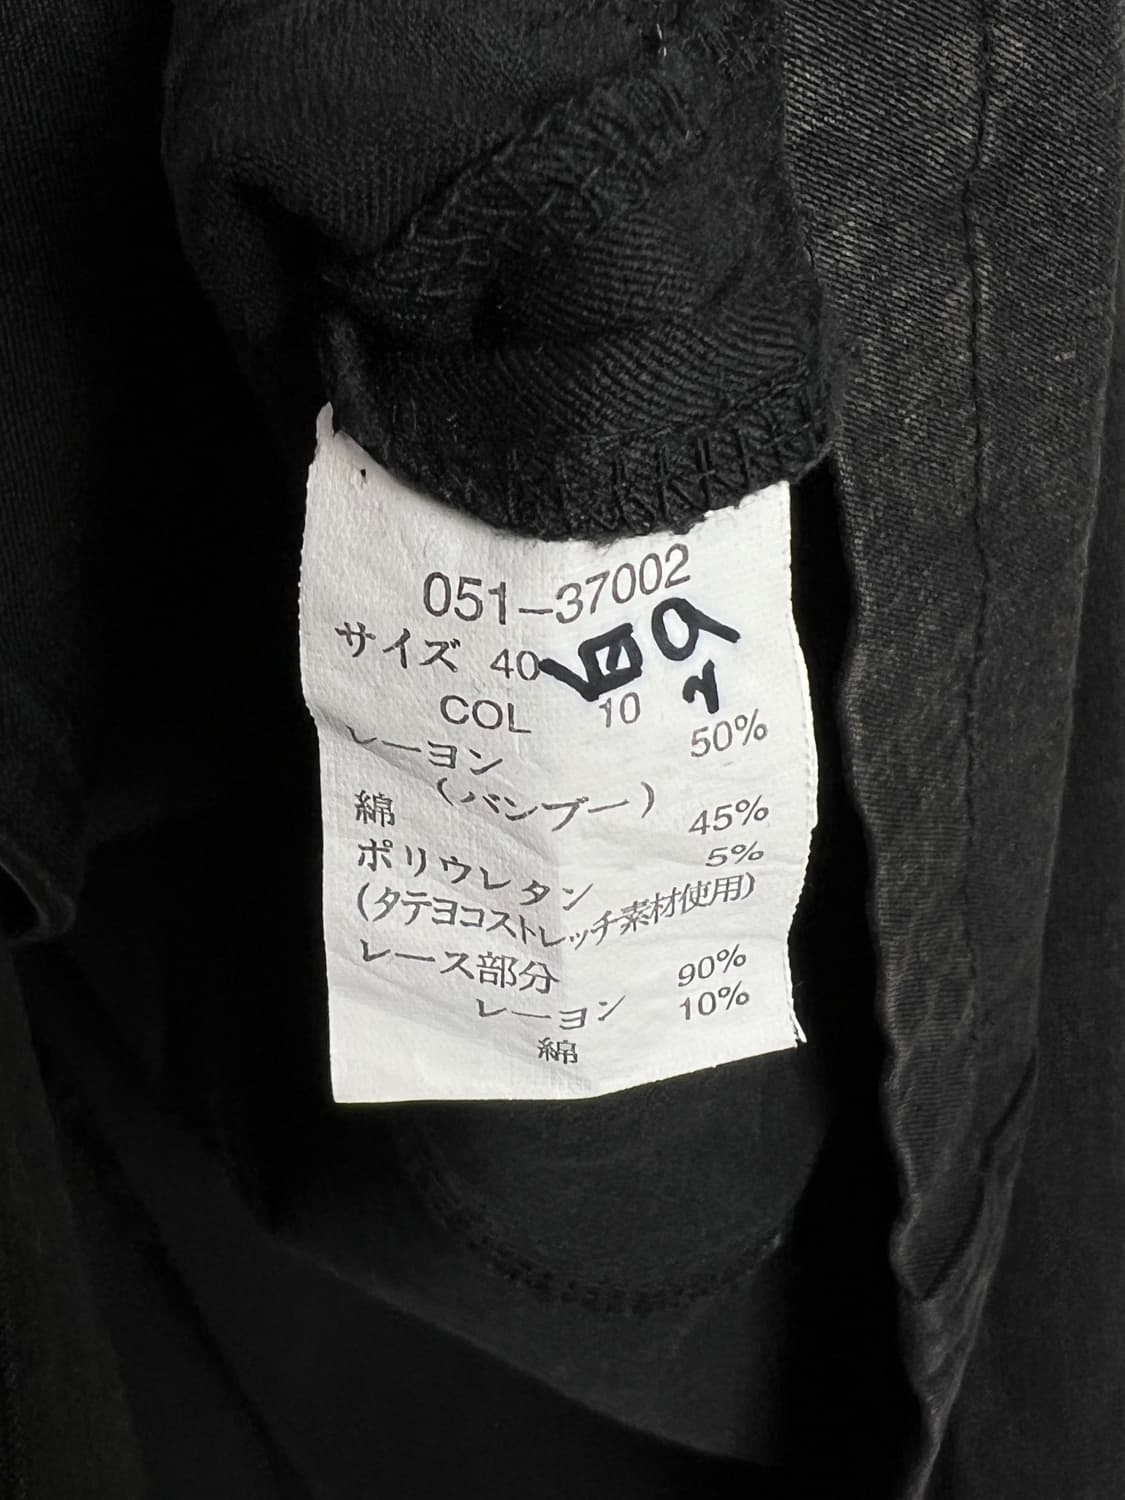 051-37002
サイズ 40
COL 10
レーヨン 50%
(バンブー)
綿 45%
ポリウレタン 5%
(タテヨコストレッチ素材使用)
レース部分
レーヨン 90%
綿 10%